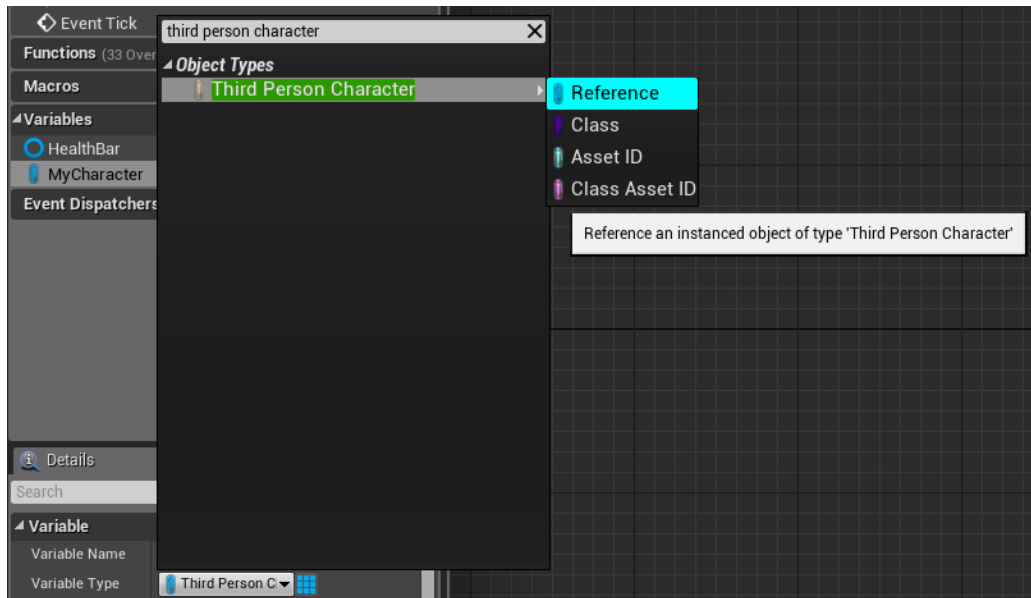 Event Tick
third person character
Functions (33 Over
Object Types
Third Person Character
Macros
Reference
Class
Asset ID
Class Asset ID
Variables
HealthBar
MyCharacter
Event Dispatchers
Reference an instanced object of type 'Third Person Character'
Details
Search
Variable
Variable Name
Variable Type
Third Person C